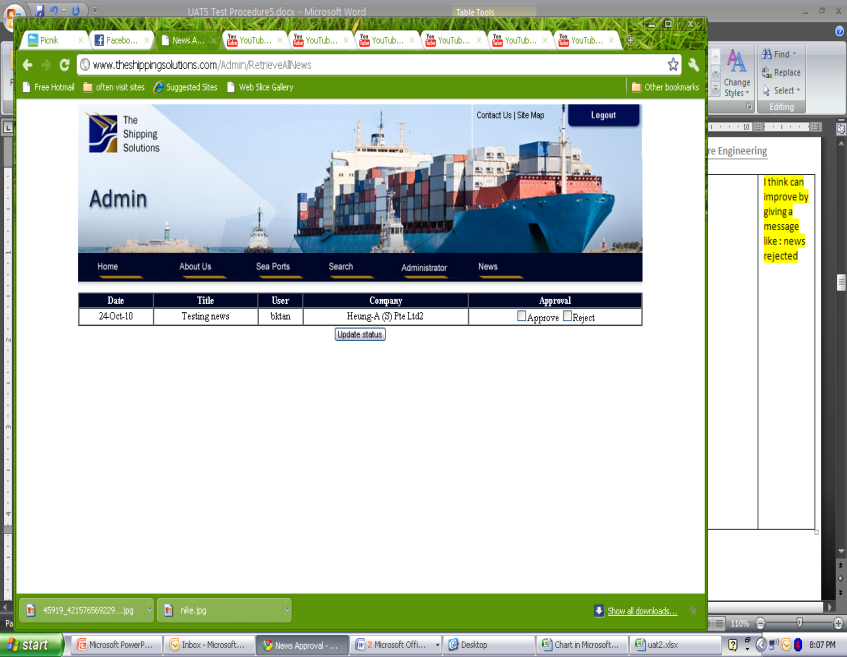 UAT5 Test Procedure5.docx - Microsoft Word
Table Tools
Picnik
Facebo...
News A...
YouTub...
YouTub...
YouTub...
YouTub...
YouTub...
YouTub...
www.theshippingsolutions.com/Admin/RetrieveAllNews
Free Hotmail
often visit sites
Suggested Sites
Web Slice Gallery
Other bookmarks
Change
Styles
Find
Replace
Select
Editing
The
Shipping
Solutions
Contact Us | Site Map
Logout
Admin
Home
About Us
Sea Ports
Search
Administrator
News
Date Title User Company Approval
24-Oct-10 Testing news bktan Heung-A (S) Pte Ltd2 Approve Reject
Update status
re Engineering
I think can
improve by
giving a
message
like : news
rejected
45919_421576569229....jpg
nike.jpg
Show all downloads...
Pa
110%
start
Microsoft PowerP...
Inbox - Microsoft...
News Approval - ...
2 Microsoft Offi...
Desktop
Chart in Microsoft...
uat2.xlsx
8:07 PM